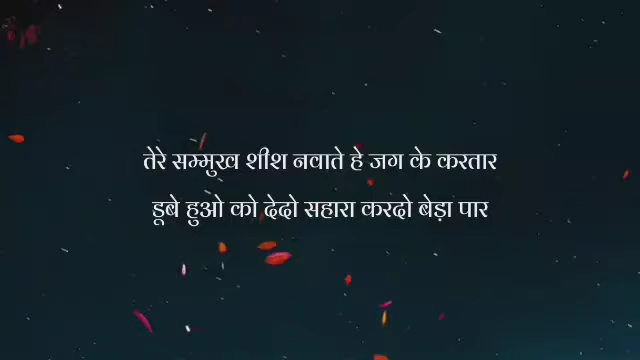 तेरे सम्मुख शीश नवाते हे जग के करतार
डूबे हुओ को देदो सहारा करदो बेड़ा पार